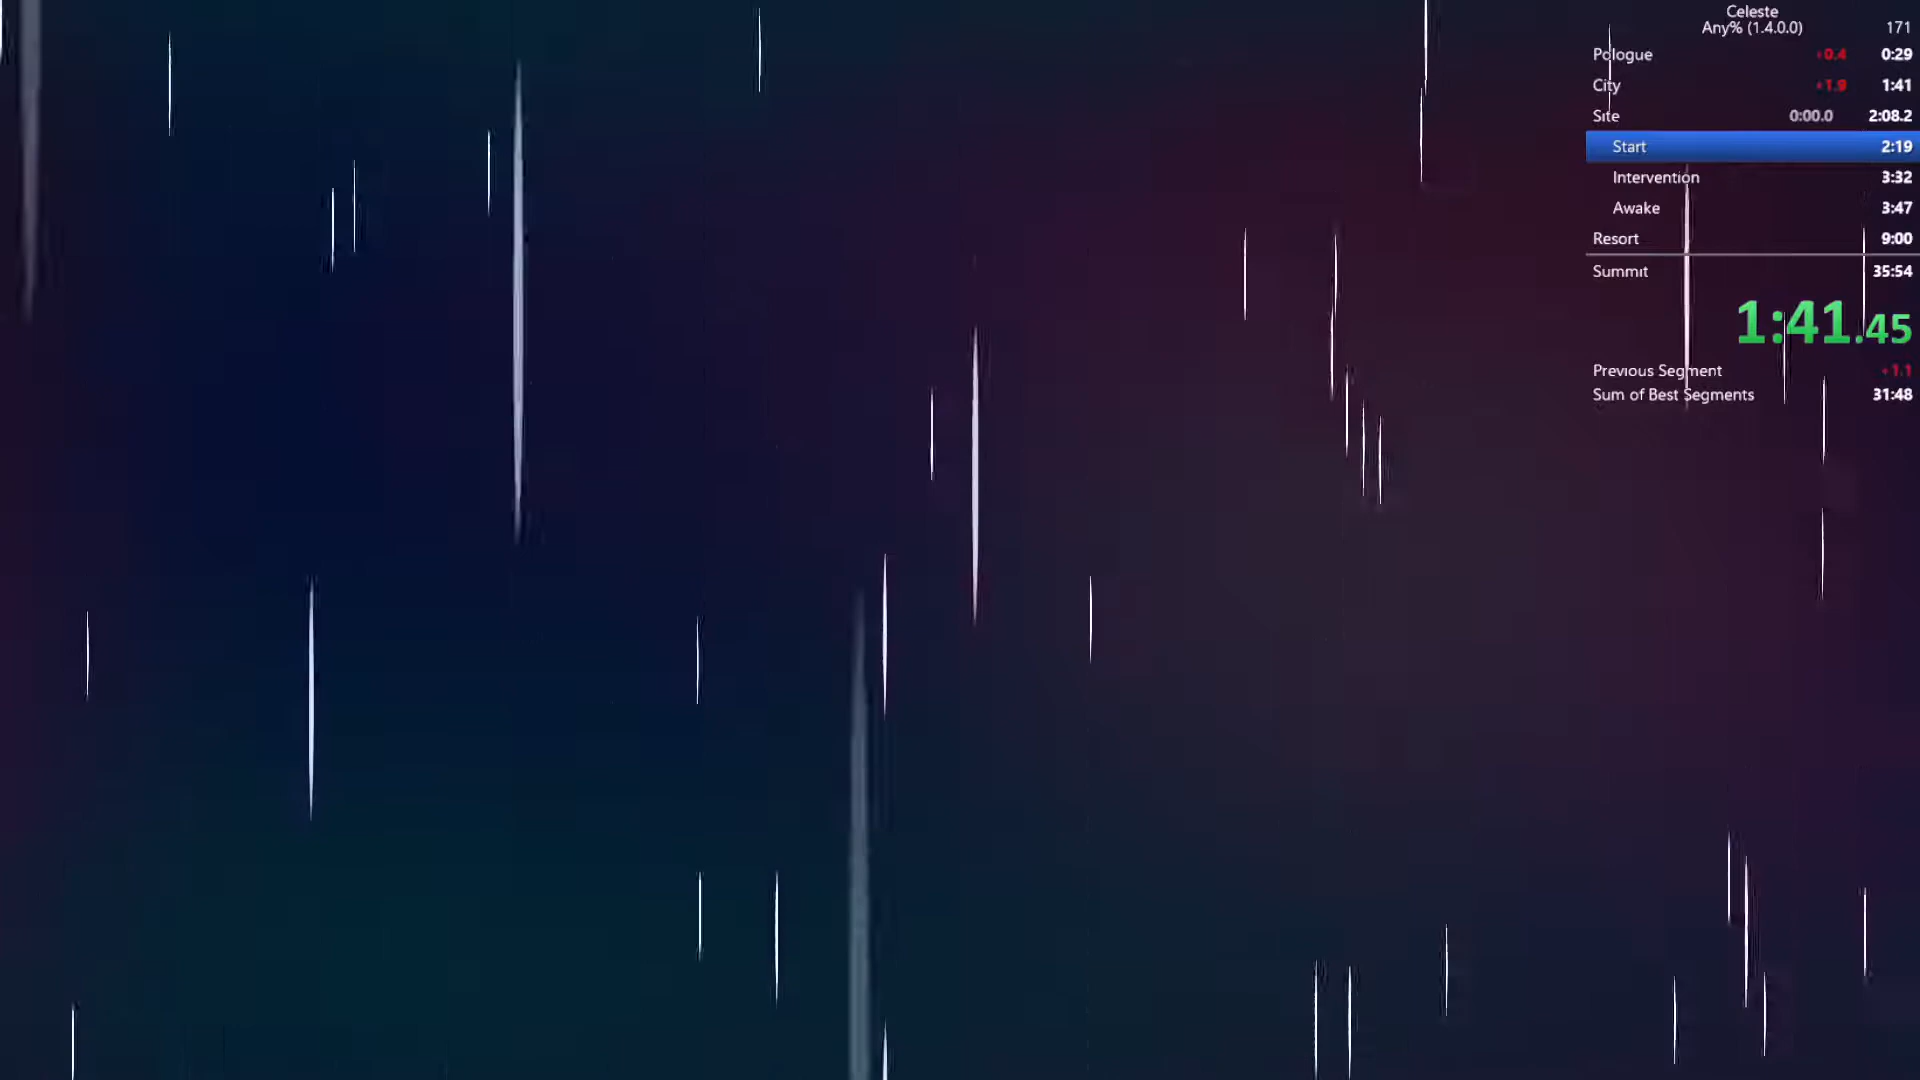 Celeste
Any% (1.4.0.0) 171
Pologue +0.4 0:29
City +1.9 1:41
Site 0:00.0 2:08.2
Start 2:19
Intervention 3:32
Awake 3:47
Resort 9:00
Summit 35:54
1:41.45
Previous Segment +1.1
Sum of Best Segments 31:48